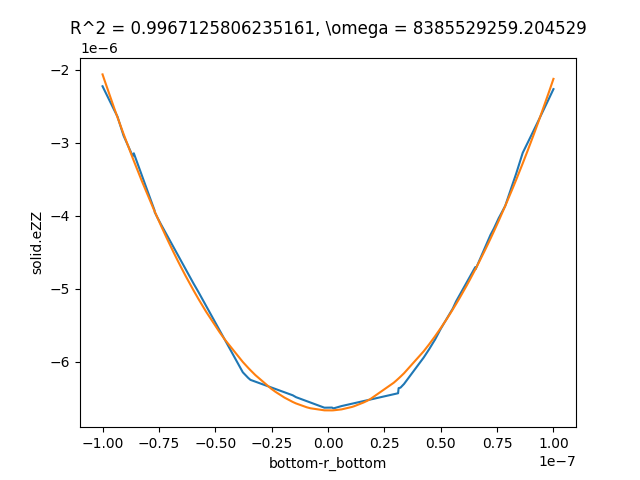 R^2 = 0.9967125806235161, \omega = 8385529259.204529
1e−6
−2
−3
−4
−5
−6
solid.eZZ
−1.00 −0.75 −0.50 −0.25 0.00 0.25 0.50 0.75 1.00
1e−7
bottom-r_bottom